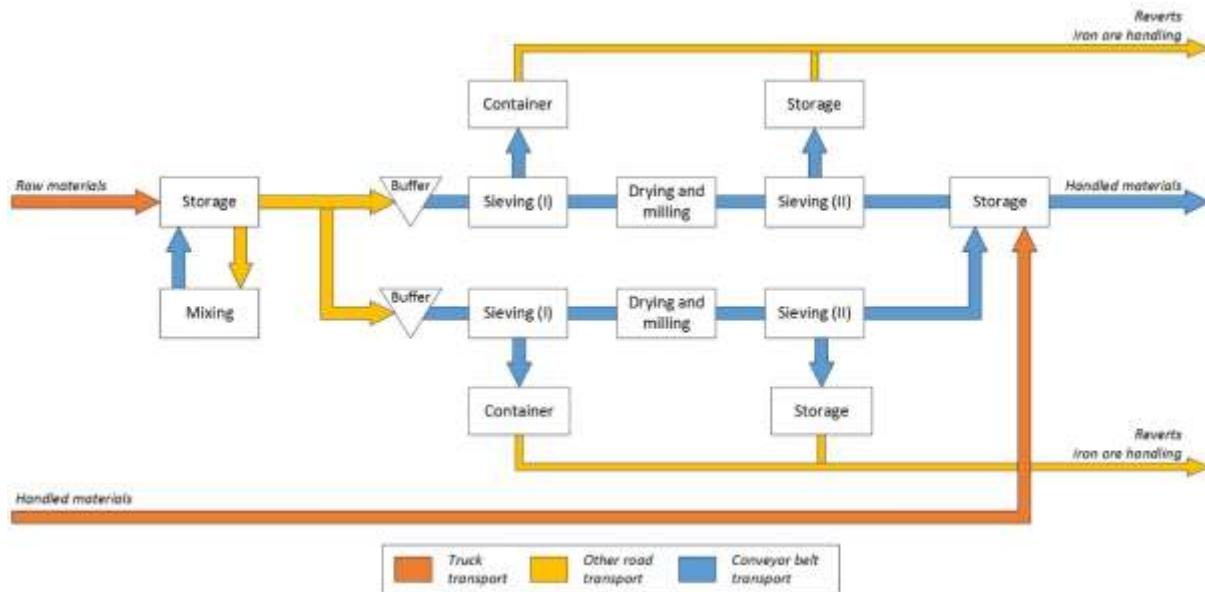 Reverts
iron ore handling
Container
Storage
Raw materials
Storage
Buffer
Sieving (I)
Drying and
milling
Sieving (II)
Storage
Handled materials
Mixing
Buffer
Sieving (I)
Drying and
milling
Sieving (II)
Container
Storage
Reverts
iron ore handling
Handled materials
Truck
transport
Other road
transport
Conveyor belt
transport